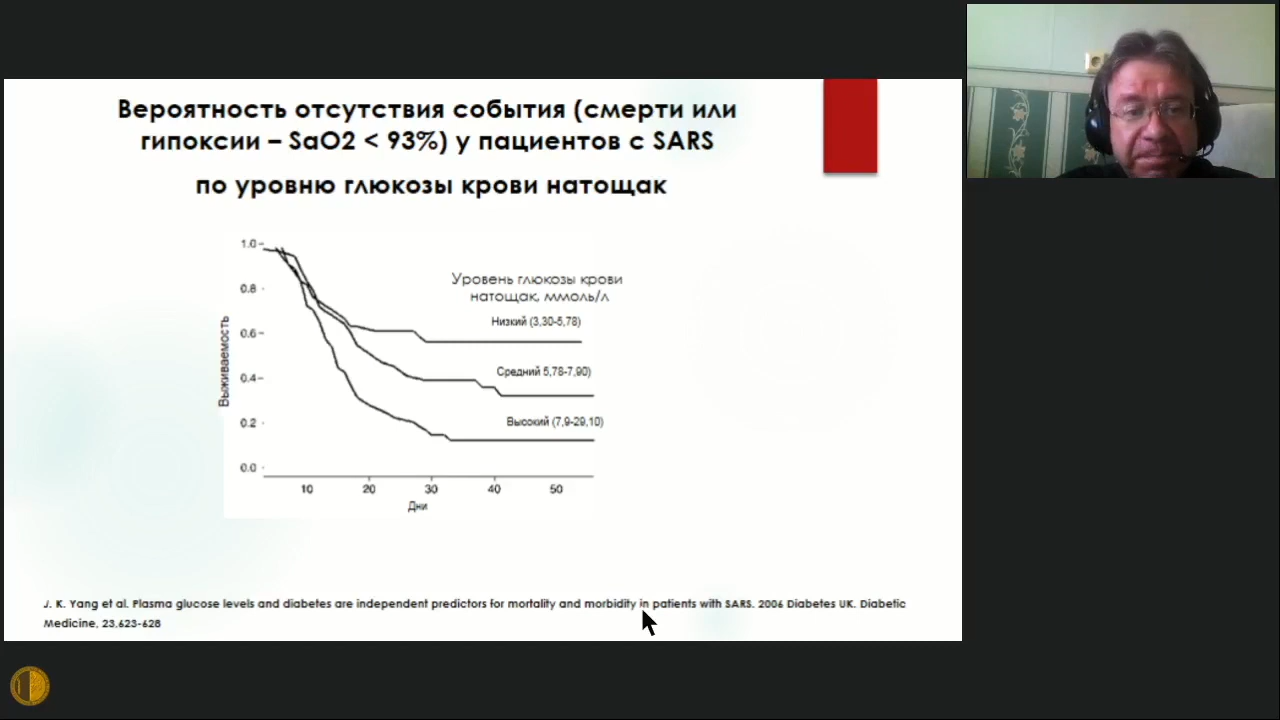 Вероятность отсутствия события (смерти или
гипоксии – SaO2 < 93%) у пациентов с SARS
по уровню глюкозы крови натощак
Уровень глюкозы крови
натощак, ммоль/л
Низкий (3,30-5,78)
Средний 5,78-7,90)
Высокий (7,9-29,10)
Выживаемость
1.0
0.8
0.6
0.4
0.2
0.0
10 20 30 40 50
Дни
J. K. Yang et al. Plasma glucose levels and diabetes are independent predictors for mortality and morbidity in patients with SARS. 2006 Diabetes UK. Diabetic
Medicine, 23,623-628